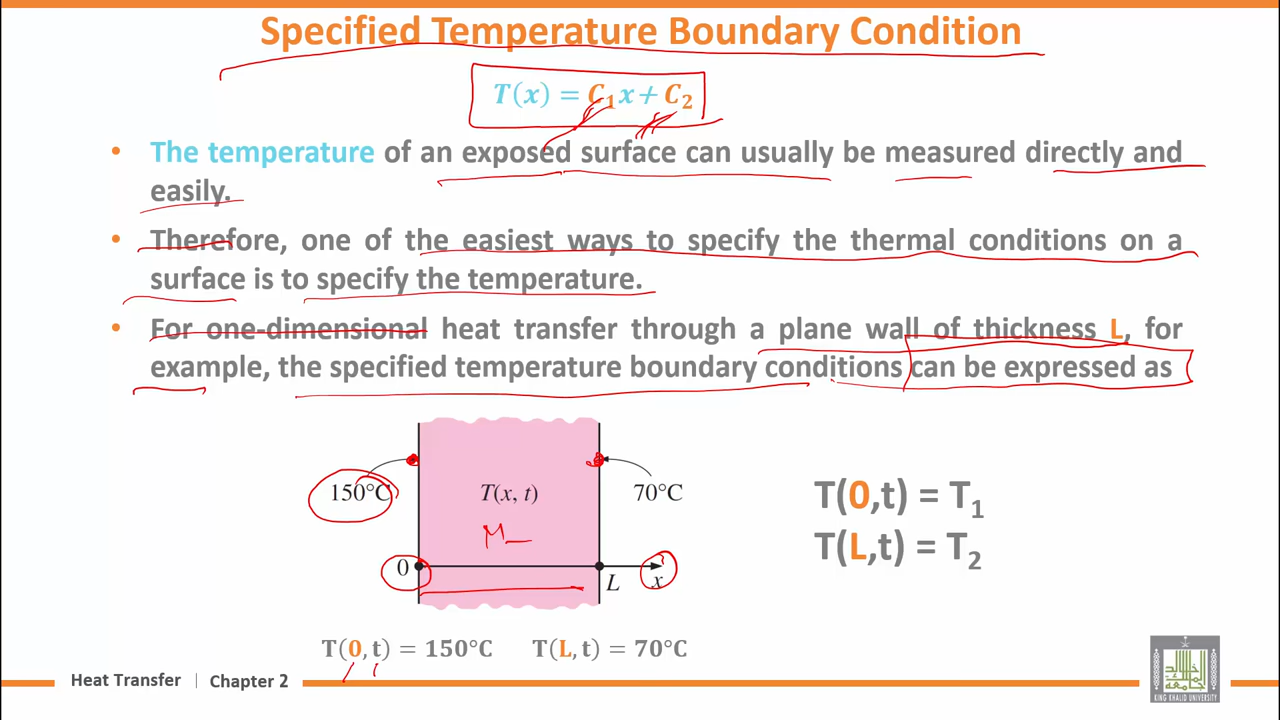 Specified Temperature Boundary Condition
T(x) = C₁x + C₂
• The temperature of an exposed surface can usually be measured directly and
easily.
• Therefore, one of the easiest ways to specify the thermal conditions on a
surface is to specify the temperature.
• For one-dimensional heat transfer through a plane wall of thickness L, for
example, the specified temperature boundary conditions can be expressed as
150°C
T(x, t)
70°C
0
L
x
T(0,t) = T₁
T(L,t) = T₂
T(0, t) = 150°C
T(L, t) = 70°C
Heat Transfer | Chapter 2
KING KHALID UNIVERSITY